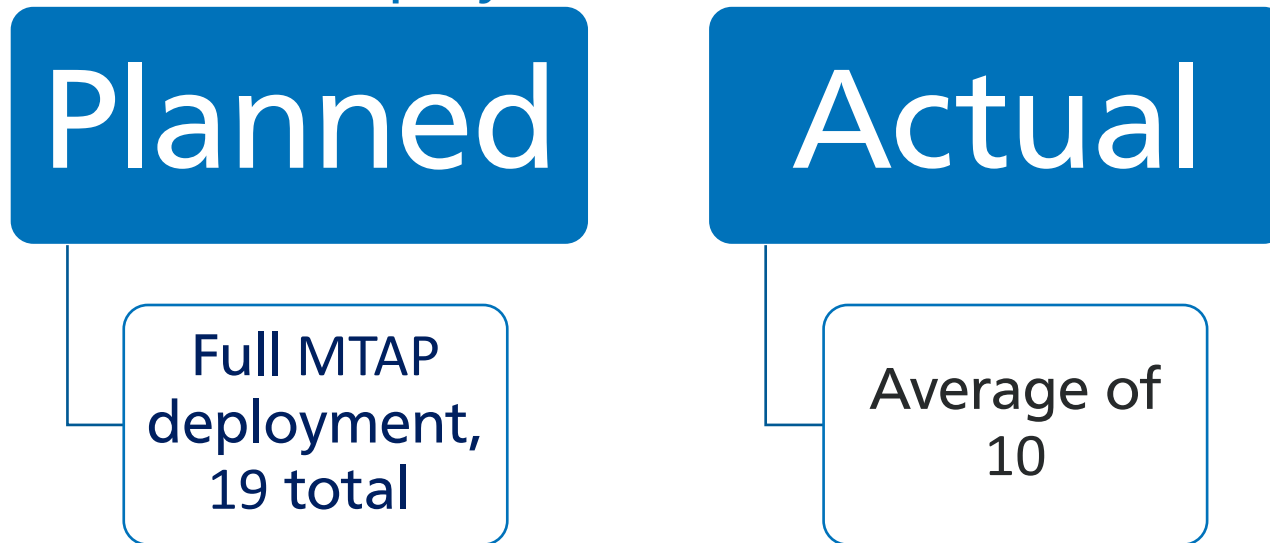 Planned
Full MTAP
deployment,
19 total
Actual
Average of
10